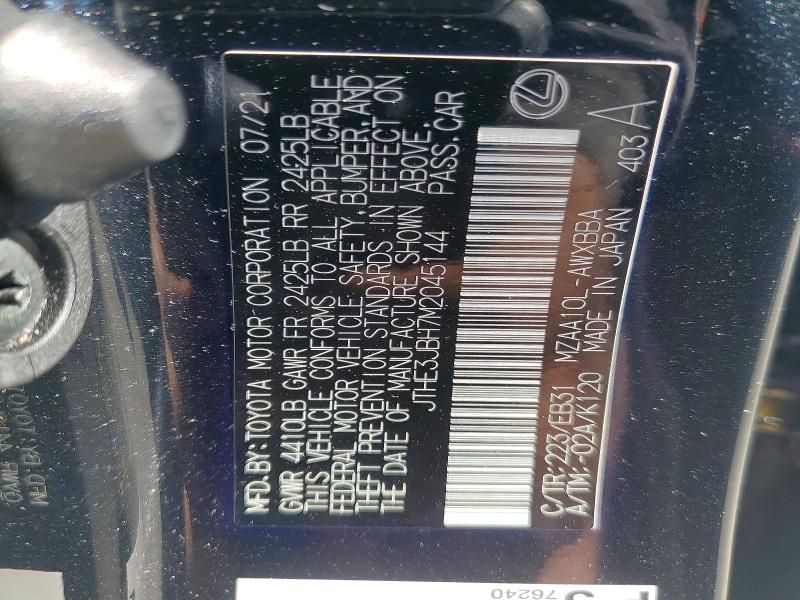 MFD. BY: TOYOTA MOTOR CORPORATION 07/21
GWR 4410LB GAWR FR 2425LB RR 2425LB
THIS VEHICLE CONFORMS TO ALL APPLICABLE
FEDERAL MOTOR VEHICLE SAFETY, BUMPER, AND
THEFT PREVENTION STANDARDS IN EFFECT ON
THE DATE OF MANUFACTURE SHOWN ABOVE.
JTHE3JBH7M2045144 PASS. CAR
C/TR: 223/EB31 MZAA10L-AWXBBA
A/TM: -02A/K120 MADE IN JAPAN 403 A
76240